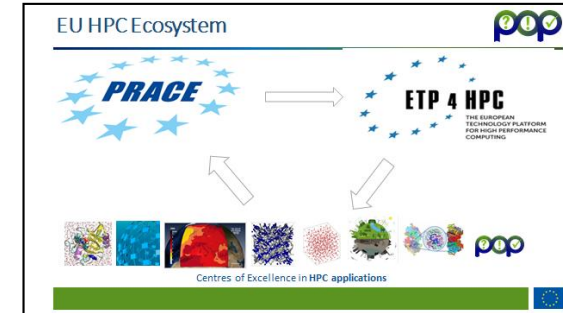 EU HPC Ecosystem
pop
PRACE
ETP 4 HPC
THE EUROPEAN
TECHNOLOGY PLATFORM
FOR HIGH PERFORMANCE
COMPUTING
pop
Centres of Excellence in HPC applications